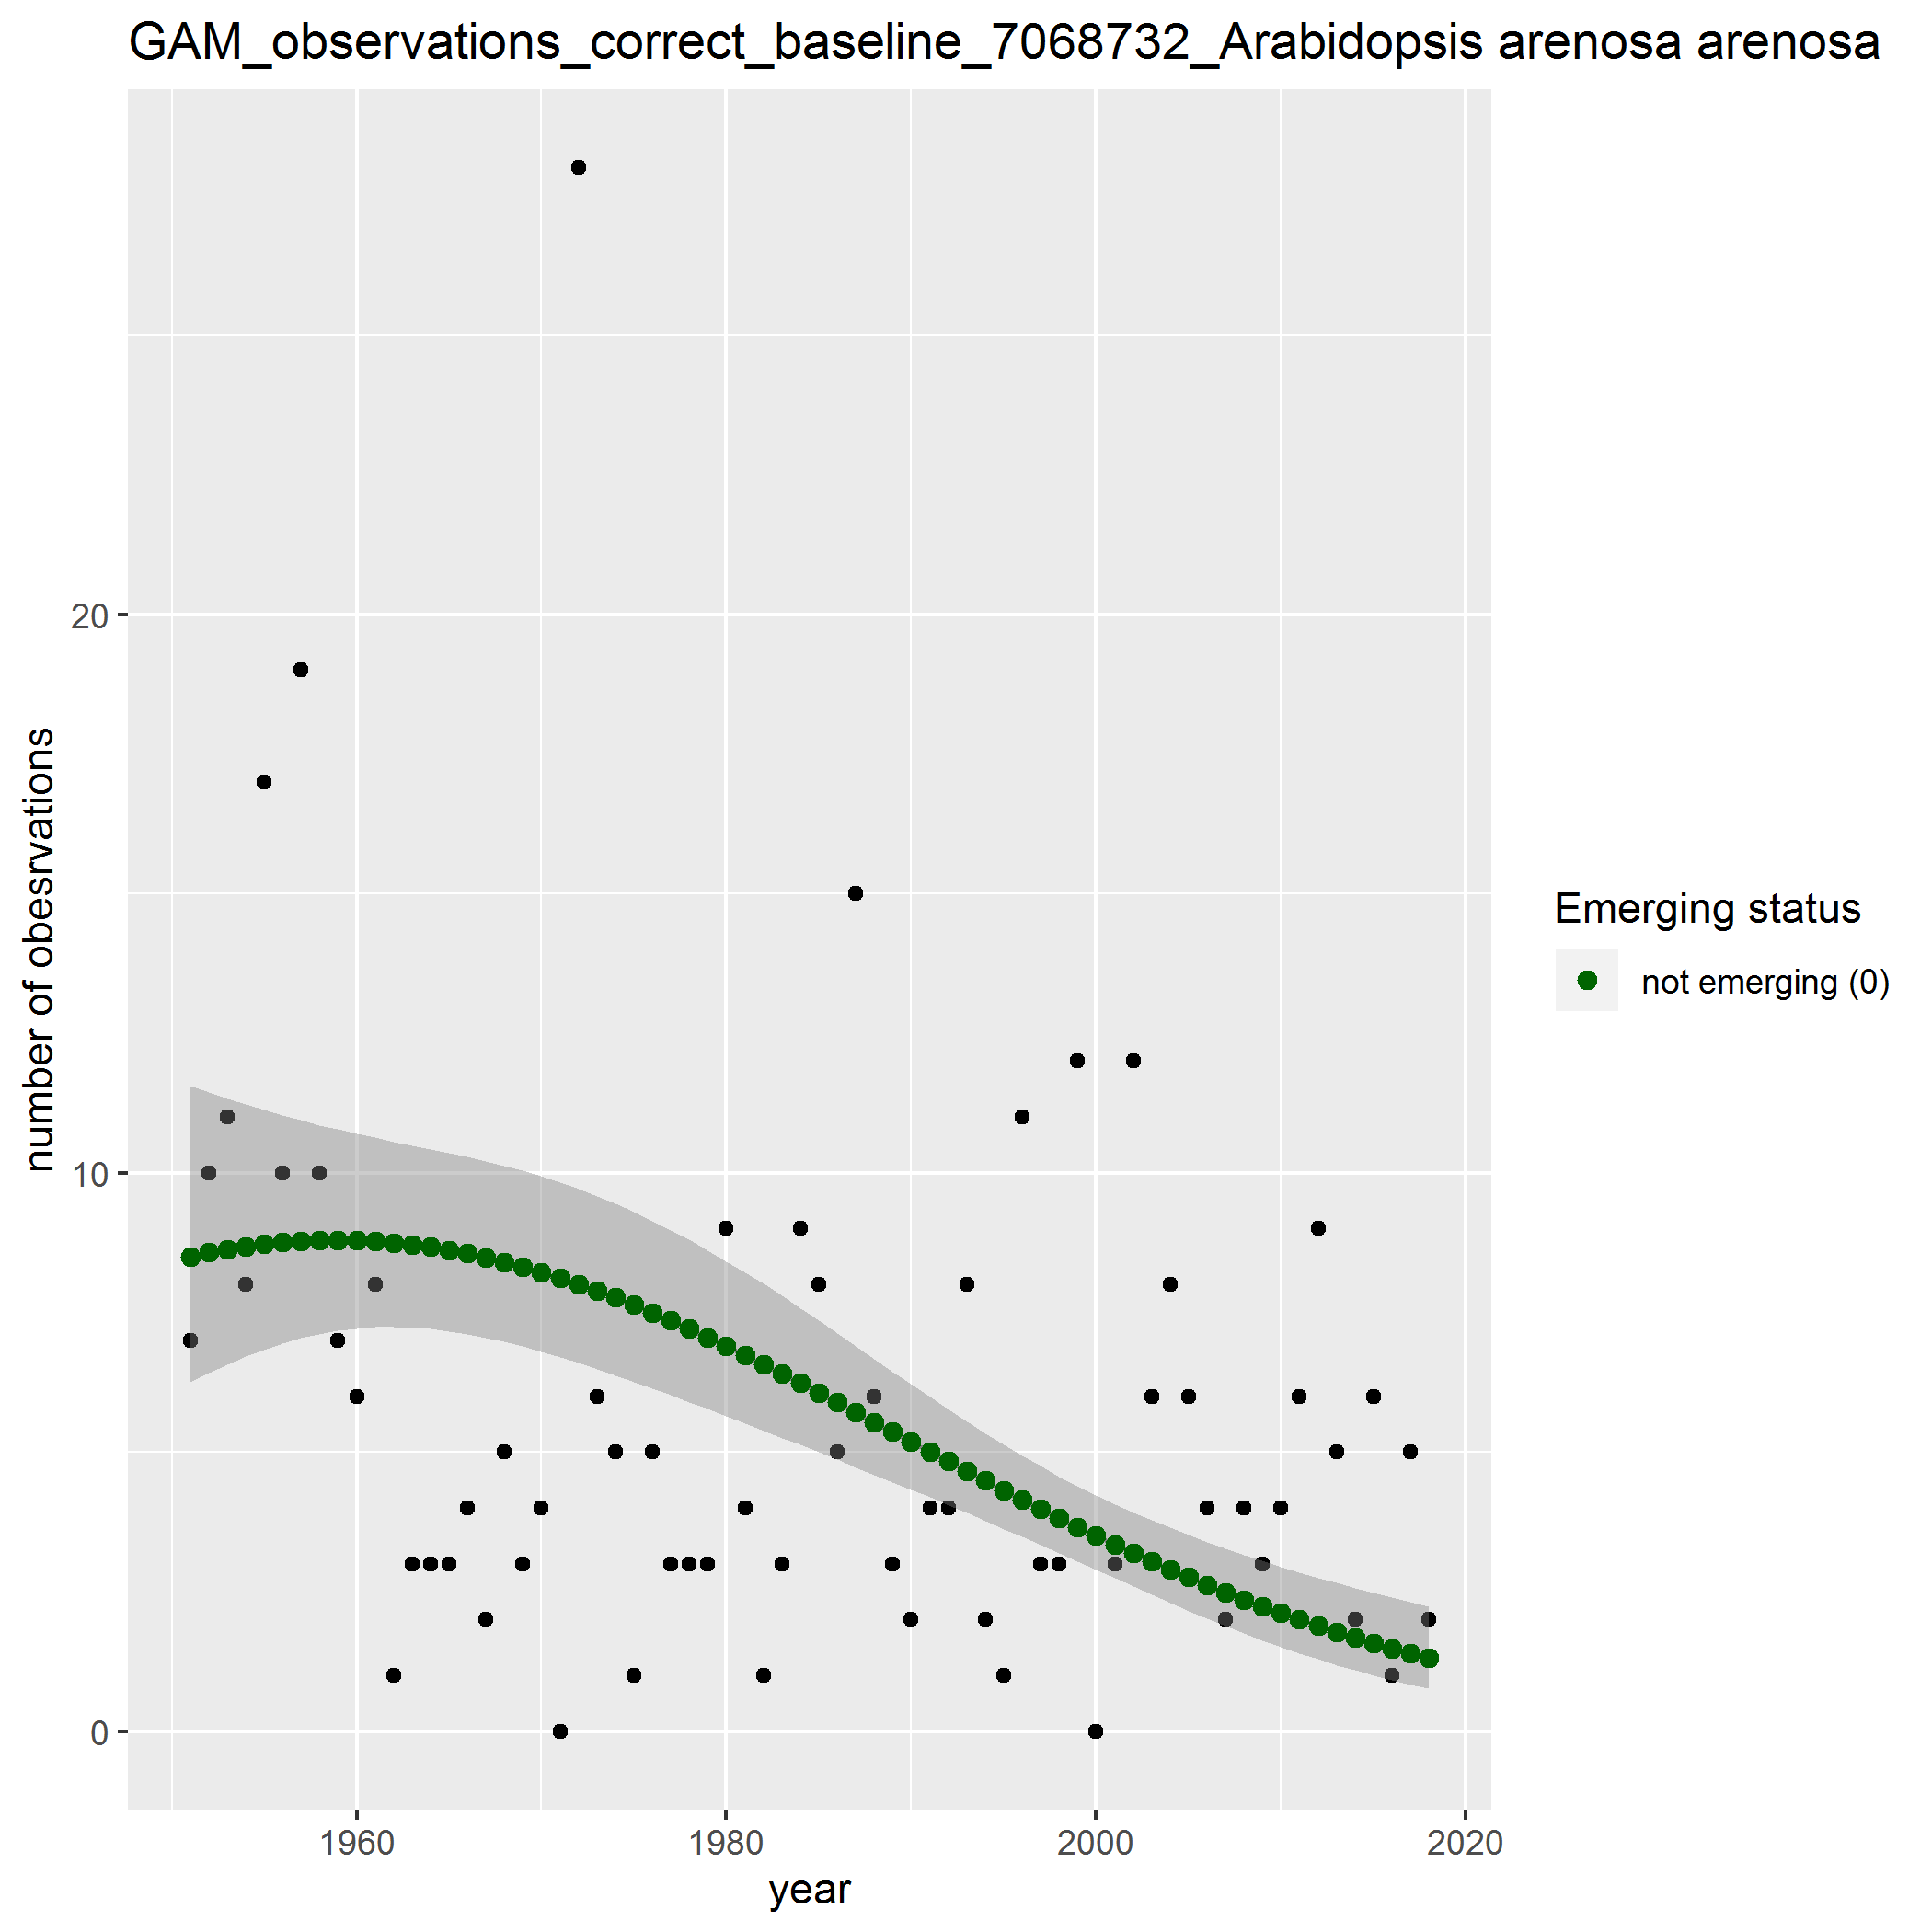 GAM_observations_correct_baseline_7068732_Arabidopsis arenosa arenosa
number of obesrvations
20
10
0
1960
1980
2000
2020
year
Emerging status
not emerging (0)